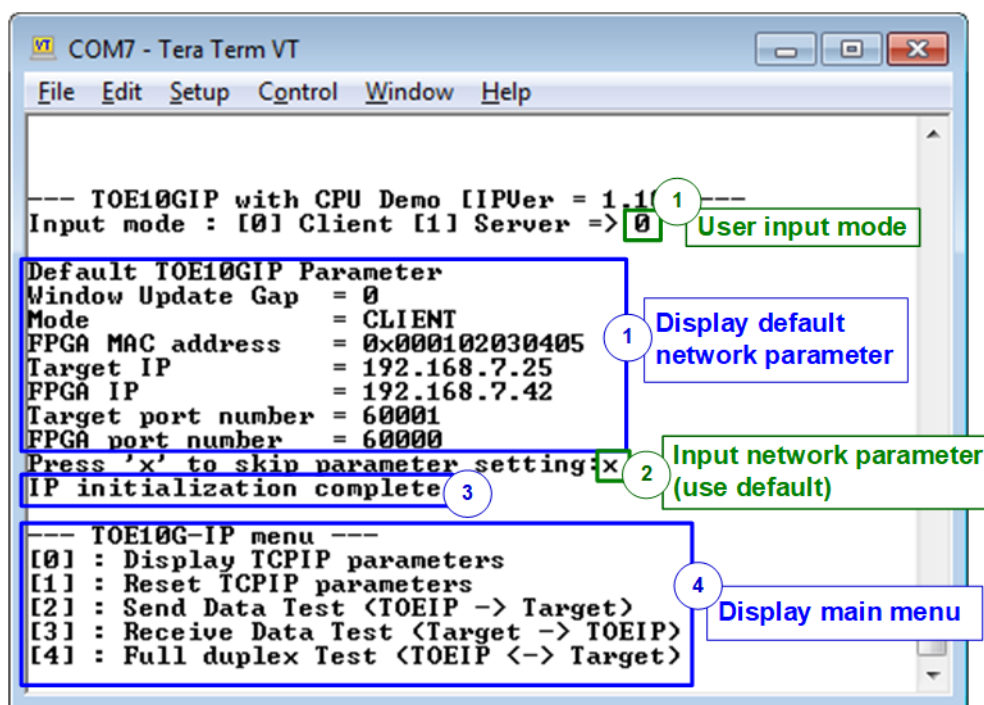 COM7 - Tera Term VT
File Edit Setup Control Window Help
--- TOE10GIP with CPU Demo [IPVer = 1.1 ---
1
Input mode : [0] Client [1] Server => 0
User input mode
Default TOE10GIP Parameter
Window Update Gap = 0
Mode = CLIENT
FPGA MAC address = 0x000102030405
Target IP = 192.168.7.25
FPGA IP = 192.168.7.42
Target port number = 60001
FPGA port number = 60000
1
Display default
network parameter
Press 'x' to skip parameter setting:x
2
Input network parameter
(use default)
IP initialization complete
3
--- TOE10G-IP menu ---
[0] : Display TCPIP parameters
[1] : Reset TCPIP parameters
[2] : Send Data Test (TOEIP -> Target)
[3] : Receive Data Test (Target -> TOEIP)
[4] : Full duplex Test (TOEIP <-> Target)
4
Display main menu